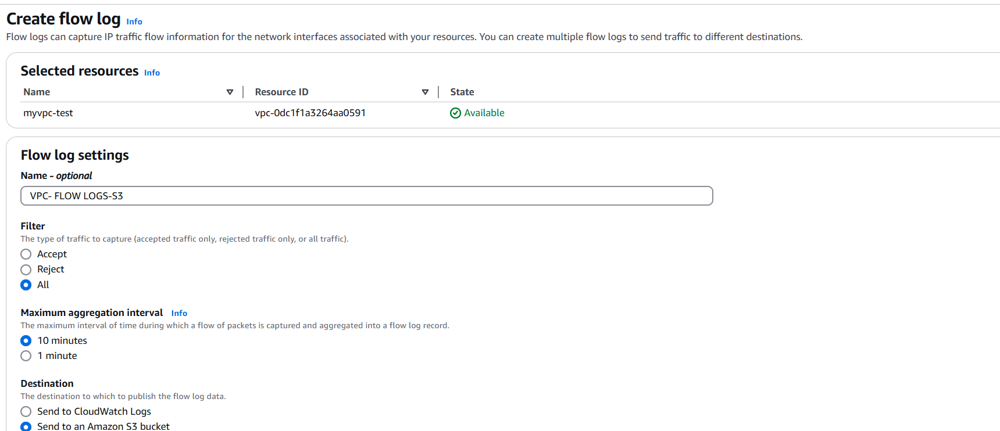 Create flow log Info
Flow logs can capture IP traffic flow information for the network interfaces associated with your resources. You can create multiple flow logs to send traffic to different destinations.
Selected resources Info
Name Resource ID State
myvpc-test vpc-0dc1f1a3264aa0591 Available
Flow log settings
Name - optional
VPC- FLOW LOGS-S3
Filter
The type of traffic to capture (accepted traffic only, rejected traffic only, or all traffic).
Accept
Reject
All
Maximum aggregation interval Info
The maximum interval of time during which a flow of packets is captured and aggregated into a flow log record.
10 minutes
1 minute
Destination
The destination to which to publish the flow log data.
Send to CloudWatch Logs
Send to an Amazon S3 bucket